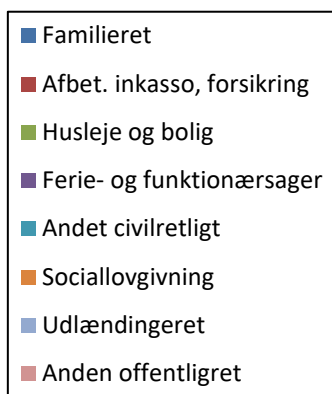 Familieret
Afbet. inkasso, forsikring
Husleje og bolig
Ferie- og funktionærsager
Andet civilretligt
Sociallovgivning
Udlændingeret
Anden offentligret